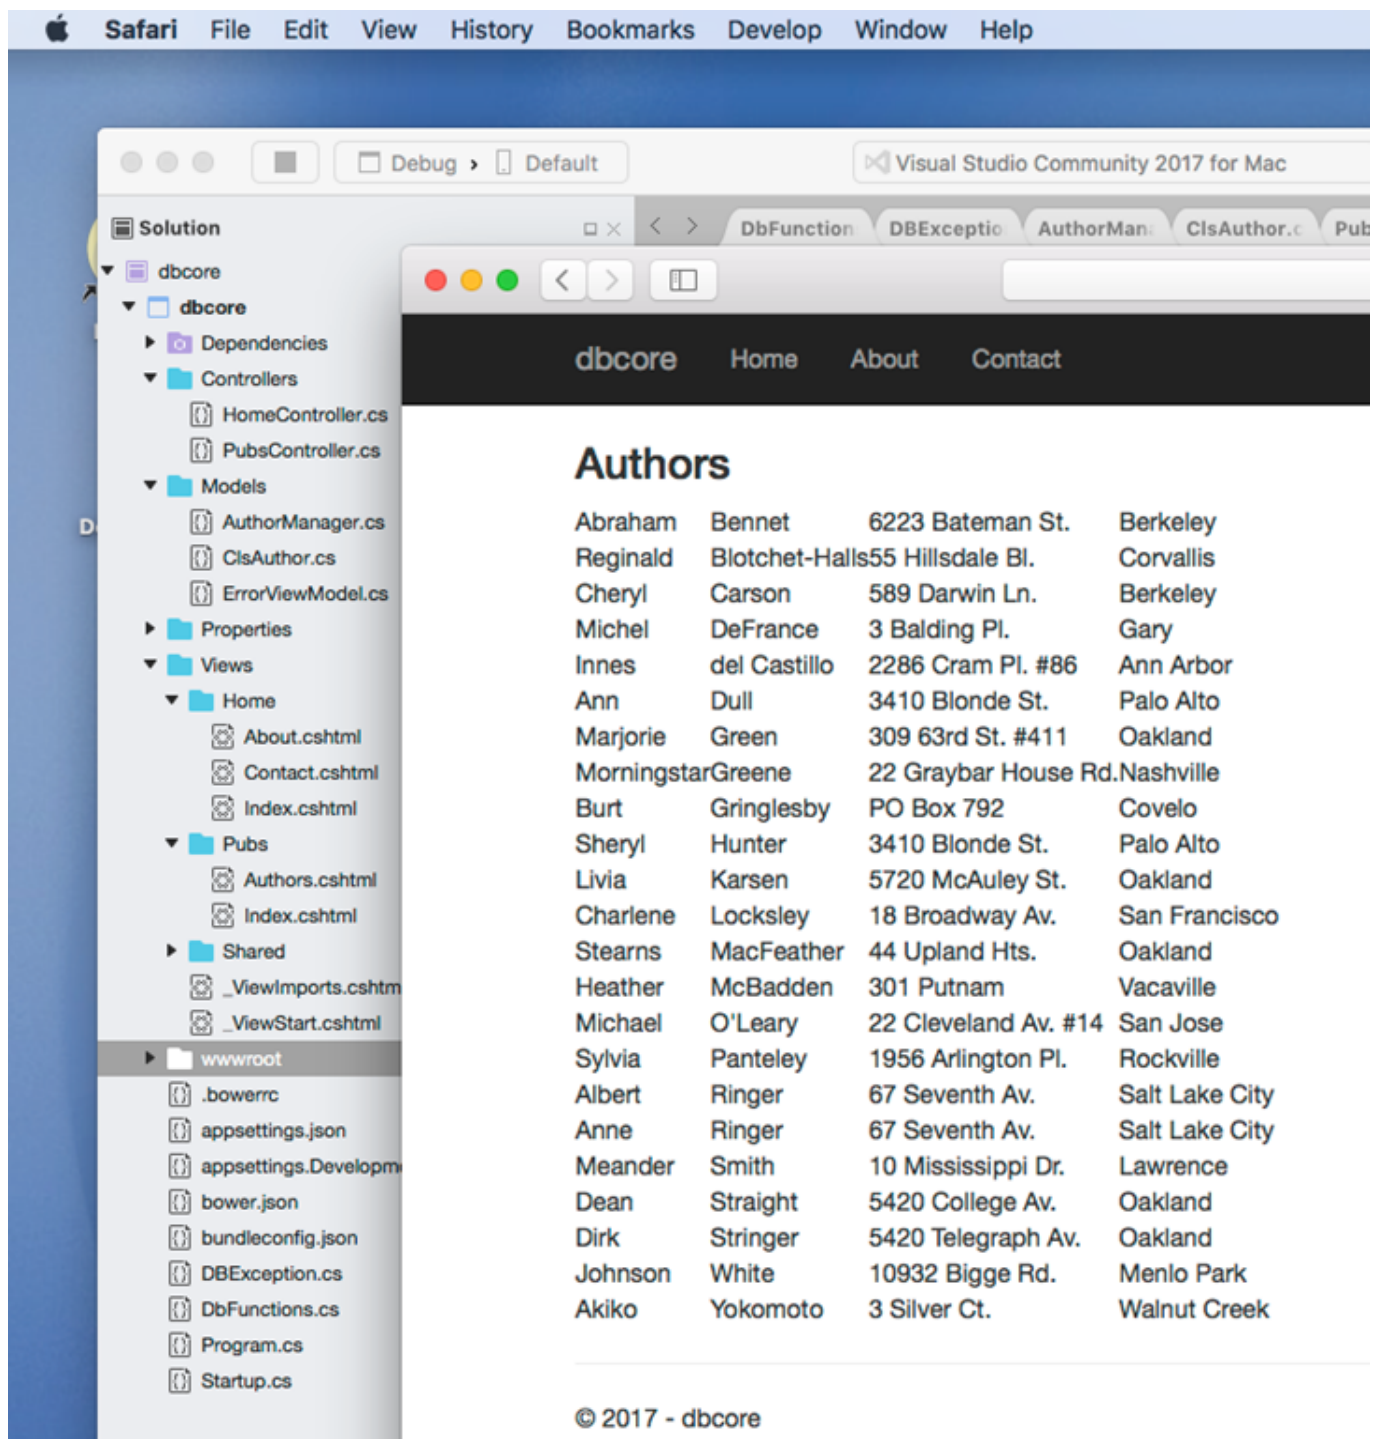 Safari File Edit View History Bookmarks Develop Window Help
Debug › Default
Visual Studio Community 2017 for Mac
Solution
DbFunction DBExceptio AuthorMana ClsAuthor.c Pub
dbcore
dbcore
Dependencies
Controllers
HomeController.cs
PubsController.cs
Models
AuthorManager.cs
ClsAuthor.cs
ErrorViewModel.cs
Properties
Views
Home
About.cshtml
Contact.cshtml
Index.cshtml
Pubs
Authors.cshtml
Index.cshtml
Shared
_ViewImports.cshtm
_ViewStart.cshtml
wwwroot
.bowerrc
appsettings.json
appsettings.Developm
bower.json
bundleconfig.json
DBException.cs
DbFunctions.cs
Program.cs
Startup.cs
dbcore Home About Contact
Authors
Abraham Bennet 6223 Bateman St. Berkeley
Reginald Blotchet-Halls 55 Hillsdale Bl. Corvallis
Cheryl Carson 589 Darwin Ln. Berkeley
Michel DeFrance 3 Balding Pl. Gary
Innes del Castillo 2286 Cram Pl. #86 Ann Arbor
Ann Dull 3410 Blonde St. Palo Alto
Marjorie Green 309 63rd St. #411 Oakland
Morningstar Greene 22 Graybar House Rd. Nashville
Burt Gringlesby PO Box 792 Covelo
Sheryl Hunter 3410 Blonde St. Palo Alto
Livia Karsen 5720 McAuley St. Oakland
Charlene Locksley 18 Broadway Av. San Francisco
Stearns MacFeather 44 Upland Hts. Oakland
Heather McBadden 301 Putnam Vacaville
Michael O'Leary 22 Cleveland Av. #14 San Jose
Sylvia Panteley 1956 Arlington Pl. Rockville
Albert Ringer 67 Seventh Av. Salt Lake City
Anne Ringer 67 Seventh Av. Salt Lake City
Meander Smith 10 Mississippi Dr. Lawrence
Dean Straight 5420 College Av. Oakland
Dirk Stringer 5420 Telegraph Av. Oakland
Johnson White 10932 Bigge Rd. Menlo Park
Akiko Yokomoto 3 Silver Ct. Walnut Creek
© 2017 - dbcore